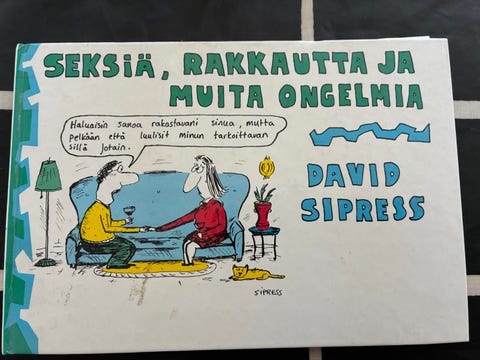 SEKSIÄ, RAKKAUTTA JA
MUITA ONGELMIA
Haluaisin sanoa rakastavani sinua, mutta
pelkään että luulisit minun tarkoittavan
sillä jotain.
DAVID
SIPRESS
SIPRESS